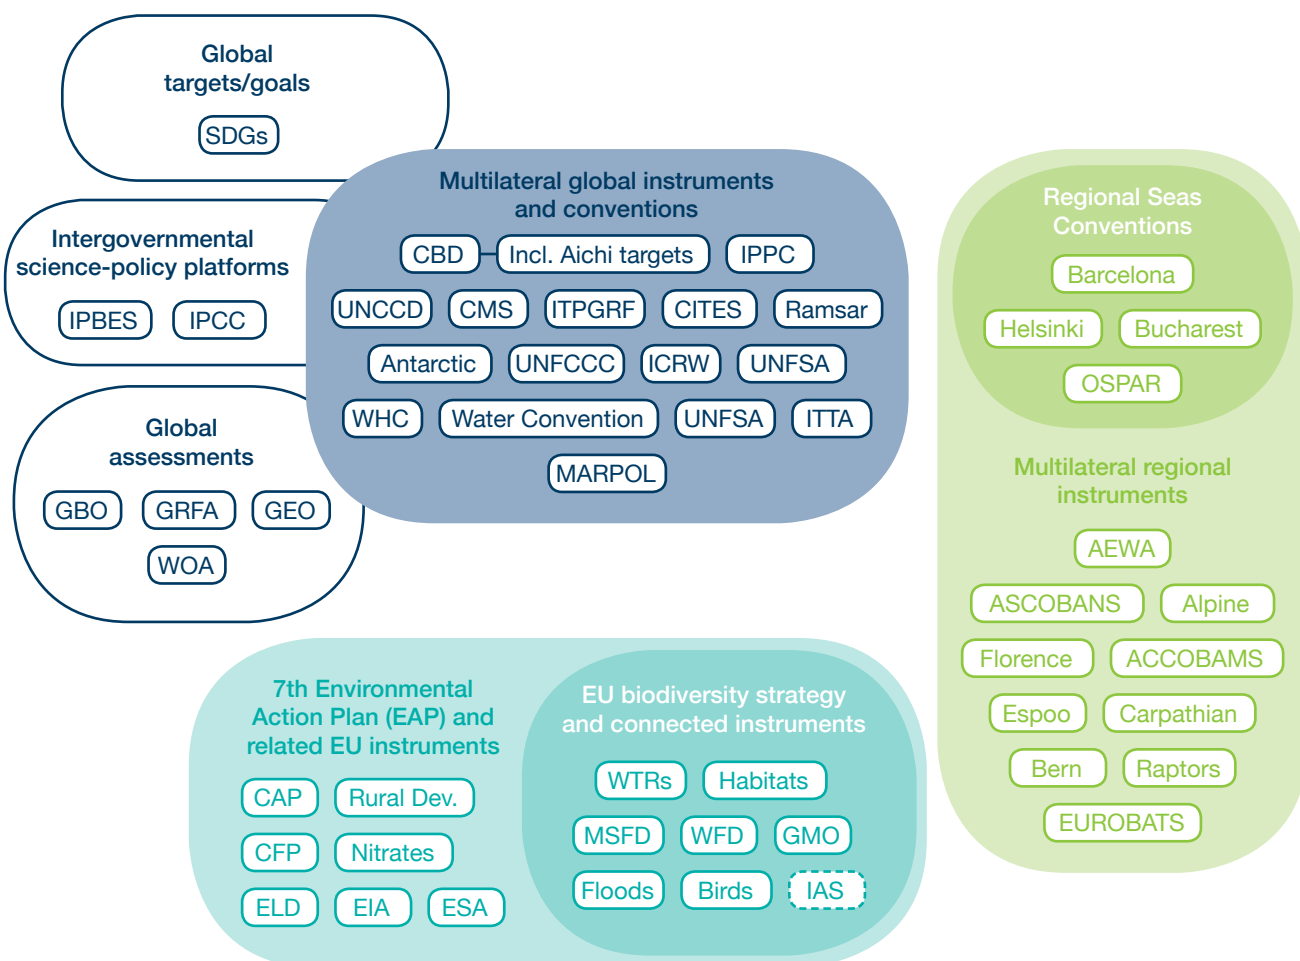 Global
targets/goals
SDGs
Intergovernmental
science-policy platforms
IPBES IPCC
Global
assessments
GBO GRFA GEO
WOA
Multilateral global instruments
and conventions
CBD Incl. Aichi targets IPPC
UNCCD CMS ITPGRF CITES Ramsar
Antarctic UNFCCC ICRW UNFSA
WHC Water Convention UNFSA ITTA
MARPOL
Regional Seas
Conventions
Barcelona
Helsinki Bucharest
OSPAR
Multilateral regional
instruments
AEWA
ASCOBANS Alpine
Florence ACCOBAMS
Espoo Carpathian
Bern Raptors
EUROBATS
7th Environmental
Action Plan (EAP) and
related EU instruments
CAP Rural Dev.
CFP Nitrates
ELD EIA ESA
EU biodiversity strategy
and connected instruments
WTRs Habitats
MSFD WFD GMO
Floods Birds IAS